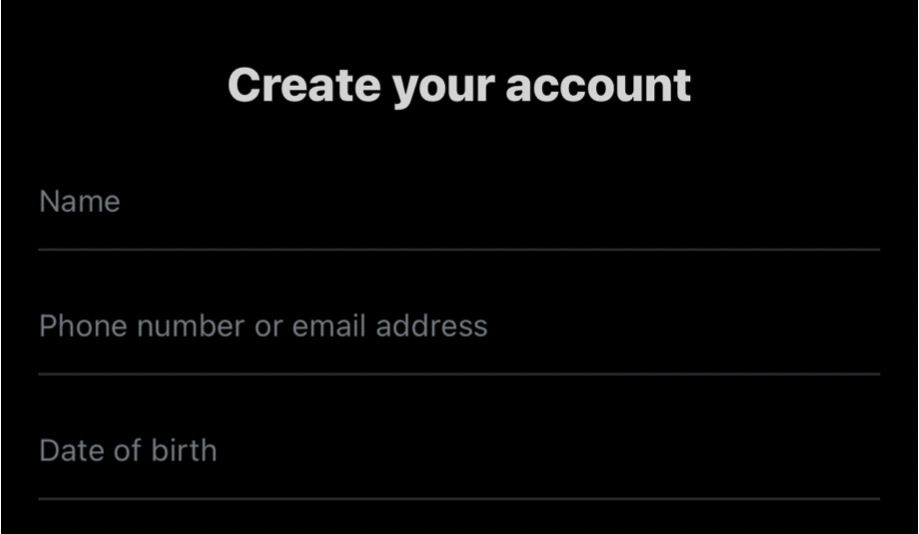 Create your account
Name
Phone number or email address
Date of birth